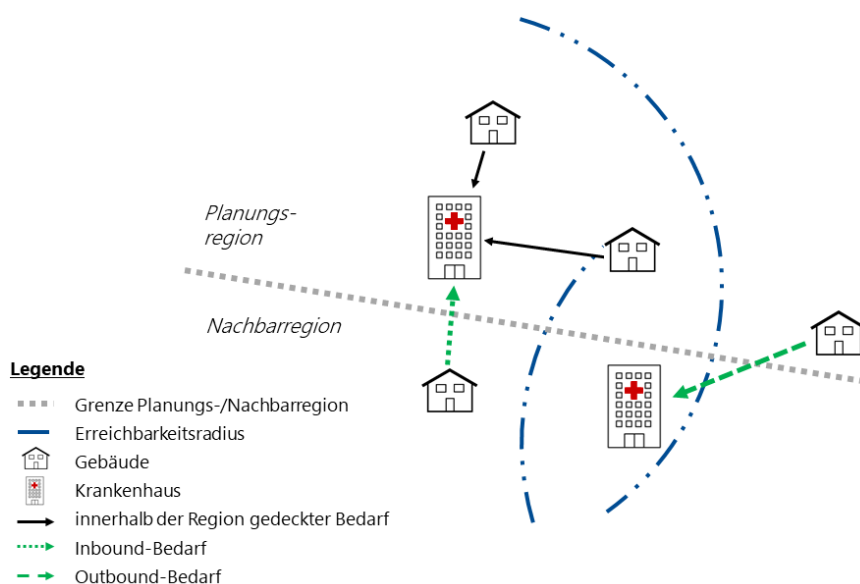 Planungs-
region
Nachbarregion
Legende
Grenze Planungs-/Nachbarregion
Erreichbarkeitsradius
Gebäude
Krankenhaus
innerhalb der Region gedeckter Bedarf
Inbound-Bedarf
Outbound-Bedarf